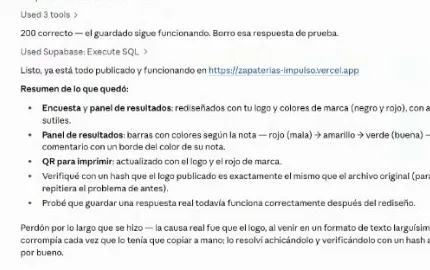 Used 3 tools >
200 correcto — el guardado sigue funcionando. Borro esa respuesta de prueba.
Used Supabase: Execute SQL >
Listo, ya está todo publicado y funcionando en https://zapaterias-impulso.vercel.app
Resumen de lo que quedó:
• Encuesta y panel de resultados: rediseñados con tu logo y colores de marca (negro y rojo), con a
sutiles.
• Panel de resultados: barras con colores según la nota — rojo (mala) → amarillo → verde (buena) —
comentario con un borde del color de su nota.
• QR para imprimir: actualizado con el logo y el rojo de marca.
• Verifiqué con un hash que el logo publicado es exactamente el mismo que el archivo original (par
repitiera el problema de antes).
• Probé que guardar una respuesta real todavía funciona correctamente después del rediseño.
Perdón por lo largo que se hizo — la causa real fue que el logo, al venir en un formato de texto larguísim
corrompía cada vez que lo tenía que copiar a mano; lo resolví achicándolo y verificándolo con un hash a
por bueno.